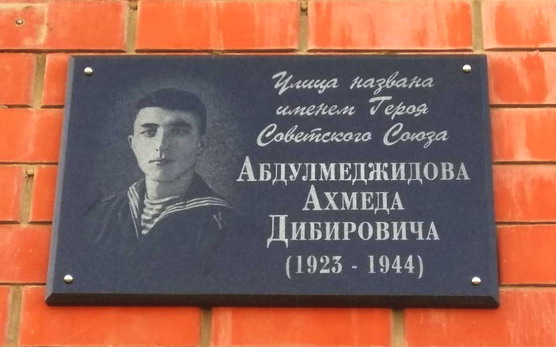 Улица названа
именем Героя
Советского Союза
АБДУЛМЕДЖИДОВА
АХМЕДА
ДИБИРОВИЧА
(1923 - 1944)